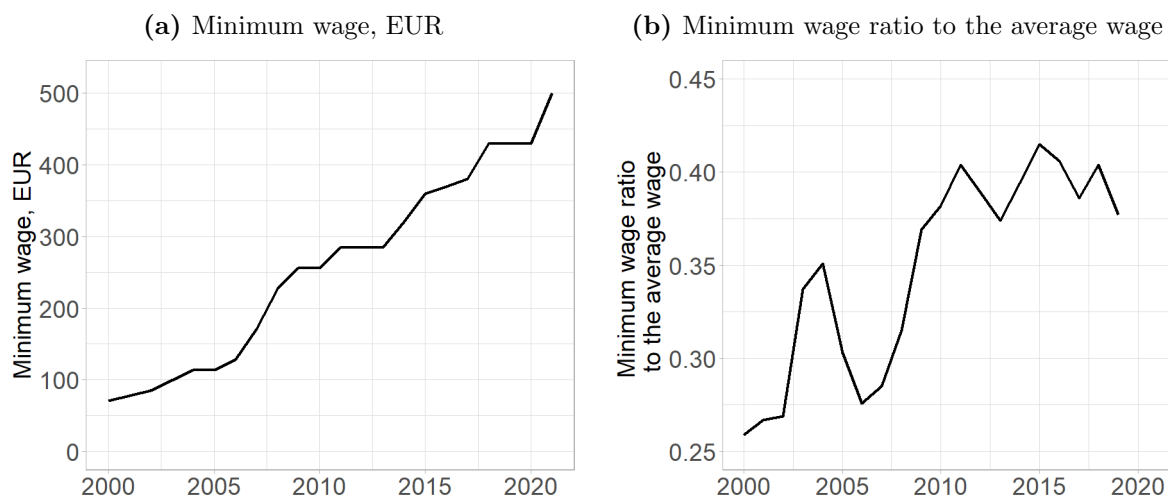 (a) Minimum wage, EUR
Minimum wage, EUR
500
400
300
200
100
0
2000 2005 2010 2015 2020
(b) Minimum wage ratio to the average wage
Minimum wage ratio
to the average wage
0.45
0.40
0.35
0.30
0.25
2000 2005 2010 2015 2020